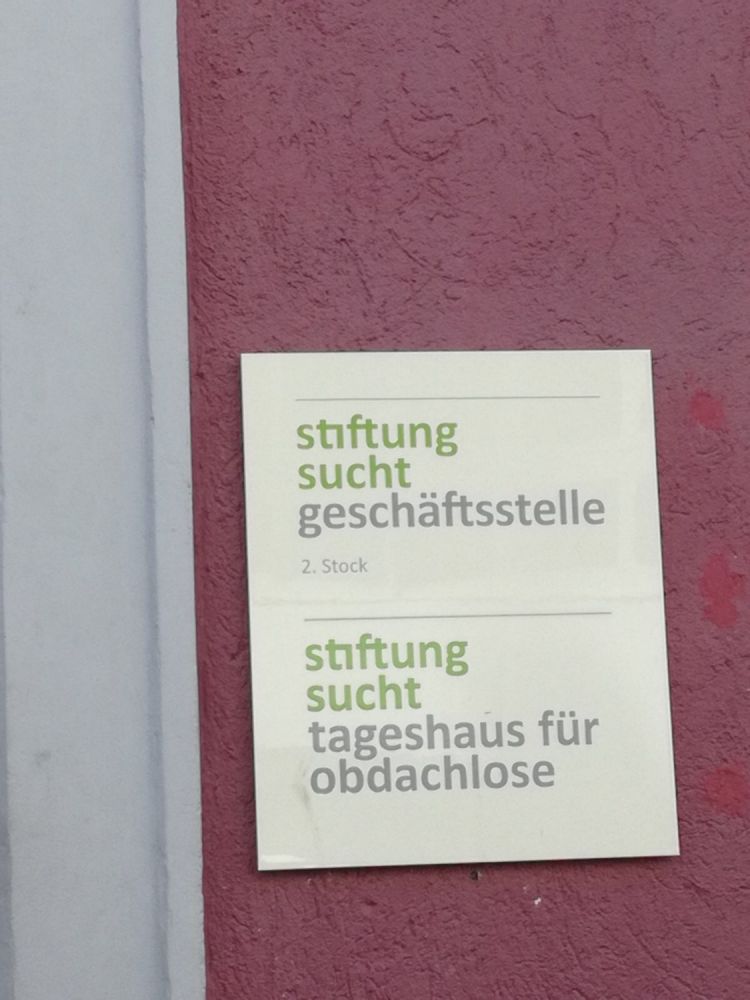 stiftung
sucht
geschäftsstelle
2. Stock
stiftung
sucht
tageshaus für
obdachlose